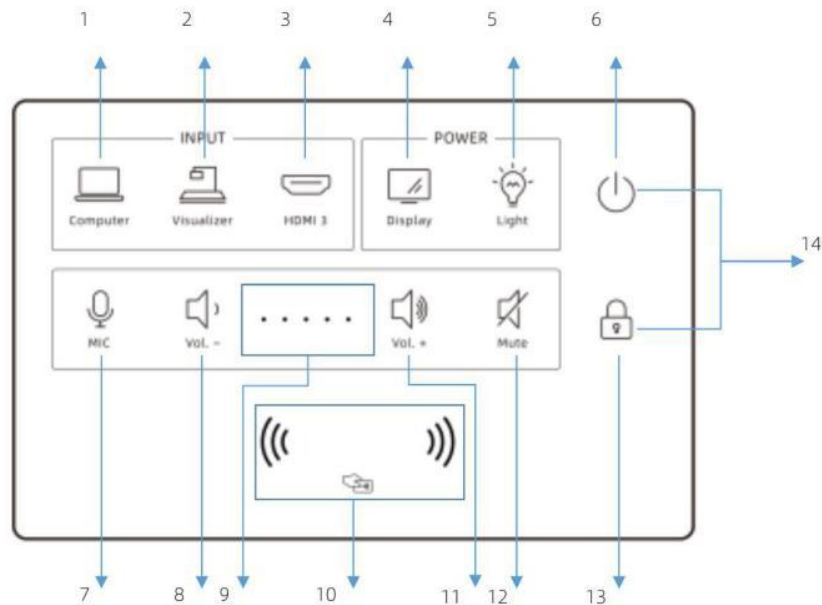 1 2 3 4 5 6
INPUT POWER
Computer Visualizer HDMI 3 Display Light
14
MIC Vol. - Vol. + Mute
7 8 9 10 11 12 13